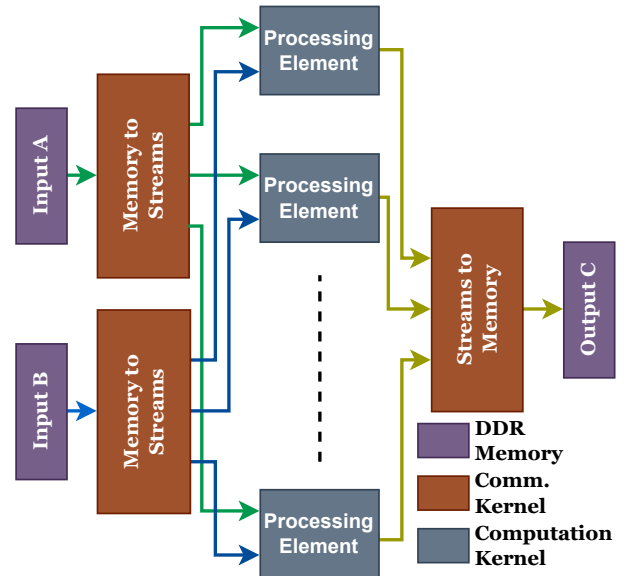 Processing
Element
Input A
Memory to
Streams
Processing
Element
Streams to
Memory
Output C
Input B
Memory to
Streams
Processing
Element
DDR
Memory
Comm.
Kernel
Computation
Kernel